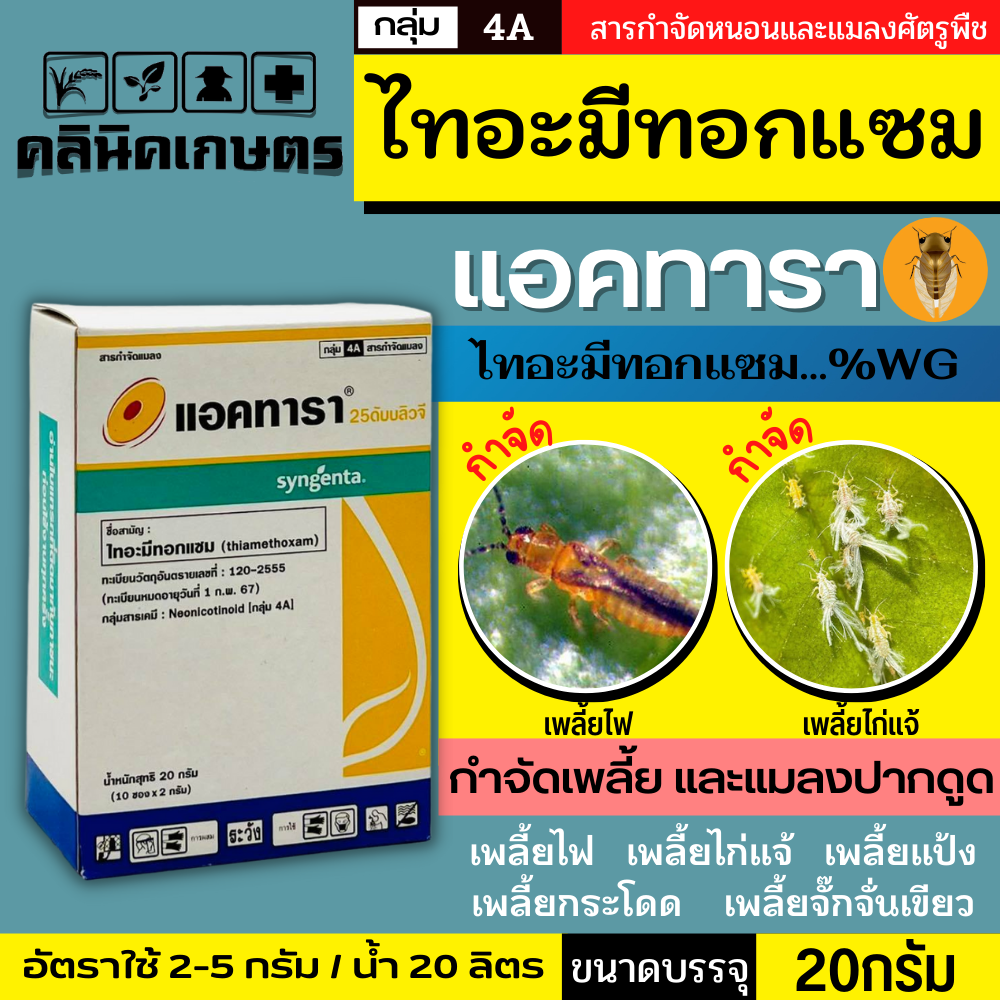 กลุ่ม 4A สารกำจัดหนอนและแมลงศัตรูพืช
คลินิคเกษตร
ไทอะมีทอกแซม
แอคทารา
ไทอะมีทอกแซม...%WG
สารกำจัดแมลง
กลุ่ม 4A สารกำจัดแมลง
แอคทารา® 25ดับบลิวจี
syngenta®
ชื่อสามัญ :
ไทอะมีทอกแซม (thiamethoxam)
ทะเบียนวัตถุอันตรายเลขที่ : 120-2555
(ทะเบียนหมดอายุวันที่ 1 ก.พ. 67)
กลุ่มสารเคมี : Neonicotinoid [กลุ่ม 4A]
น้ำหนักสุทธิ 20 กรัม
(10 ซอง x 2 กรัม)
การผสม
ระวัง
การใช้
กำจัด
กำจัด
เพลี้ยไฟ
เพลี้ยไก่แจ้
กำจัดเพลี้ย และแมลงปากดูด
เพลี้ยไฟ เพลี้ยไก่แจ้ เพลี้ยแป้ง
เพลี้ยกระโดด เพลี้ยจั๊กจั่นเขียว
อัตราใช้ 2-5 กรัม / น้ำ 20 ลิตร
ขนาดบรรจุ
20กรัม